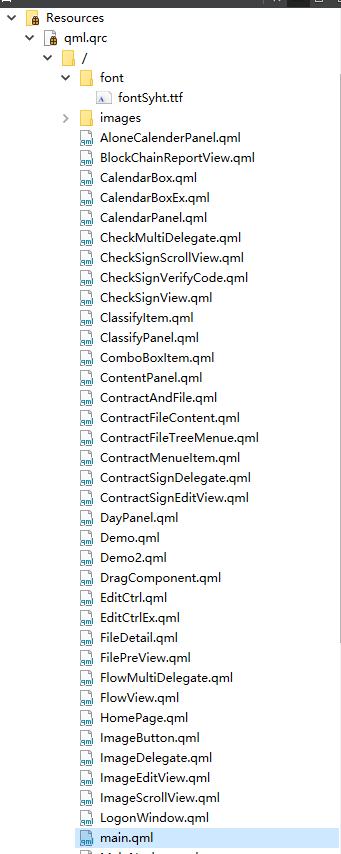 Resources
qml.qrc
/
font
fontSyht.ttf
images
AloneCalenderPanel.qml
BlockChainReportView.qml
CalendarBox.qml
CalendarBoxEx.qml
CalendarPanel.qml
CheckMultiDelegate.qml
CheckSignScrollView.qml
CheckSignVerifyCode.qml
CheckSignView.qml
ClassifyItem.qml
ClassifyPanel.qml
ComboBoxItem.qml
ContentPanel.qml
ContractAndFile.qml
ContractFileContent.qml
ContractFileTreeMenue.qml
ContractMenueItem.qml
ContractSignDelegate.qml
ContractSignEditView.qml
DayPanel.qml
Demo.qml
Demo2.qml
DragComponent.qml
EditCtrl.qml
EditCtrlEx.qml
FileDetail.qml
FilePreView.qml
FlowMultiDelegate.qml
FlowView.qml
HomePage.qml
ImageButton.qml
ImageDelegate.qml
ImageEditView.qml
ImageScrollView.qml
LogonWindow.qml
main.qml